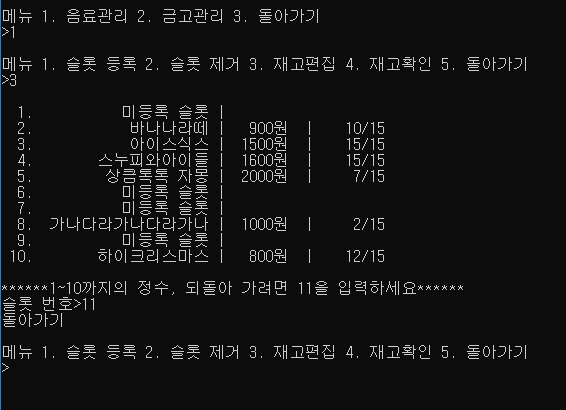 메뉴 1. 음료관리 2. 금고관리 3. 돌아가기
>1
메뉴 1. 슬롯 등록 2. 슬롯 제거 3. 재고편집 4. 재고확인 5. 돌아가기
>3
1. 미등록 슬롯 |
2. 바나나라떼 | 900원 | 10/15
3. 아이스식스 | 1500원 | 15/15
4. 스누피와아이들 | 1600원 | 15/15
5. 상큼톡톡 자몽 | 2000원 | 7/15
6. 미등록 슬롯 |
7. 미등록 슬롯 |
8. 가나다라가나다라가나 | 1000원 | 2/15
9. 미등록 슬롯 |
10. 하이크리스마스 | 800원 | 12/15
******1~10까지의 정수, 되돌아 가려면 11을 입력하세요******
슬롯 번호>11
돌아가기
메뉴 1. 슬롯 등록 2. 슬롯 제거 3. 재고편집 4. 재고확인 5. 돌아가기
>